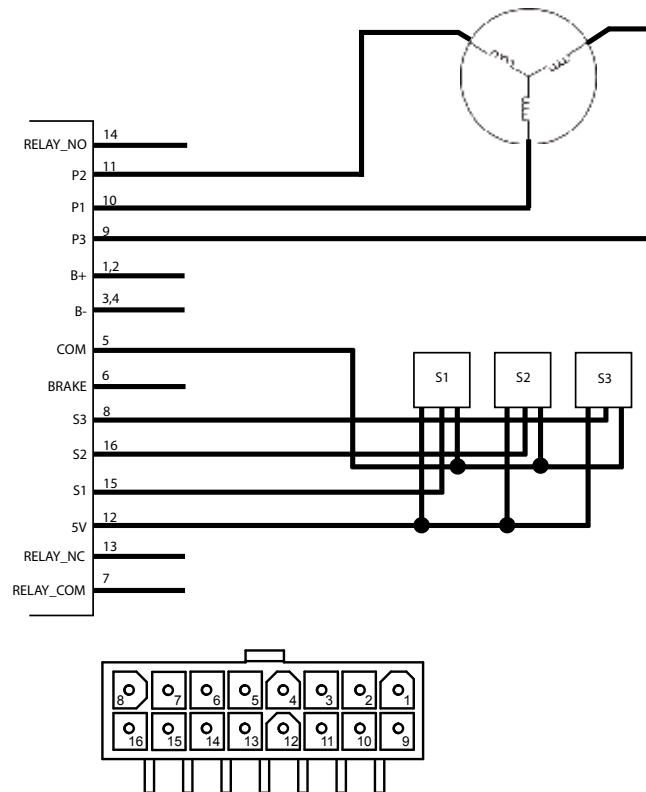 14
RELAY_NO
11
P2
10
P1
9
P3
1,2
B+
3,4
B-
5
COM
6
BRAKE
8
S3
16
S2
15
S1
12
5V
13
RELAY_NC
7
RELAY_COM
S1 S2 S3
8 7 6 5 4 3 2 1
16 15 14 13 12 11 10 9